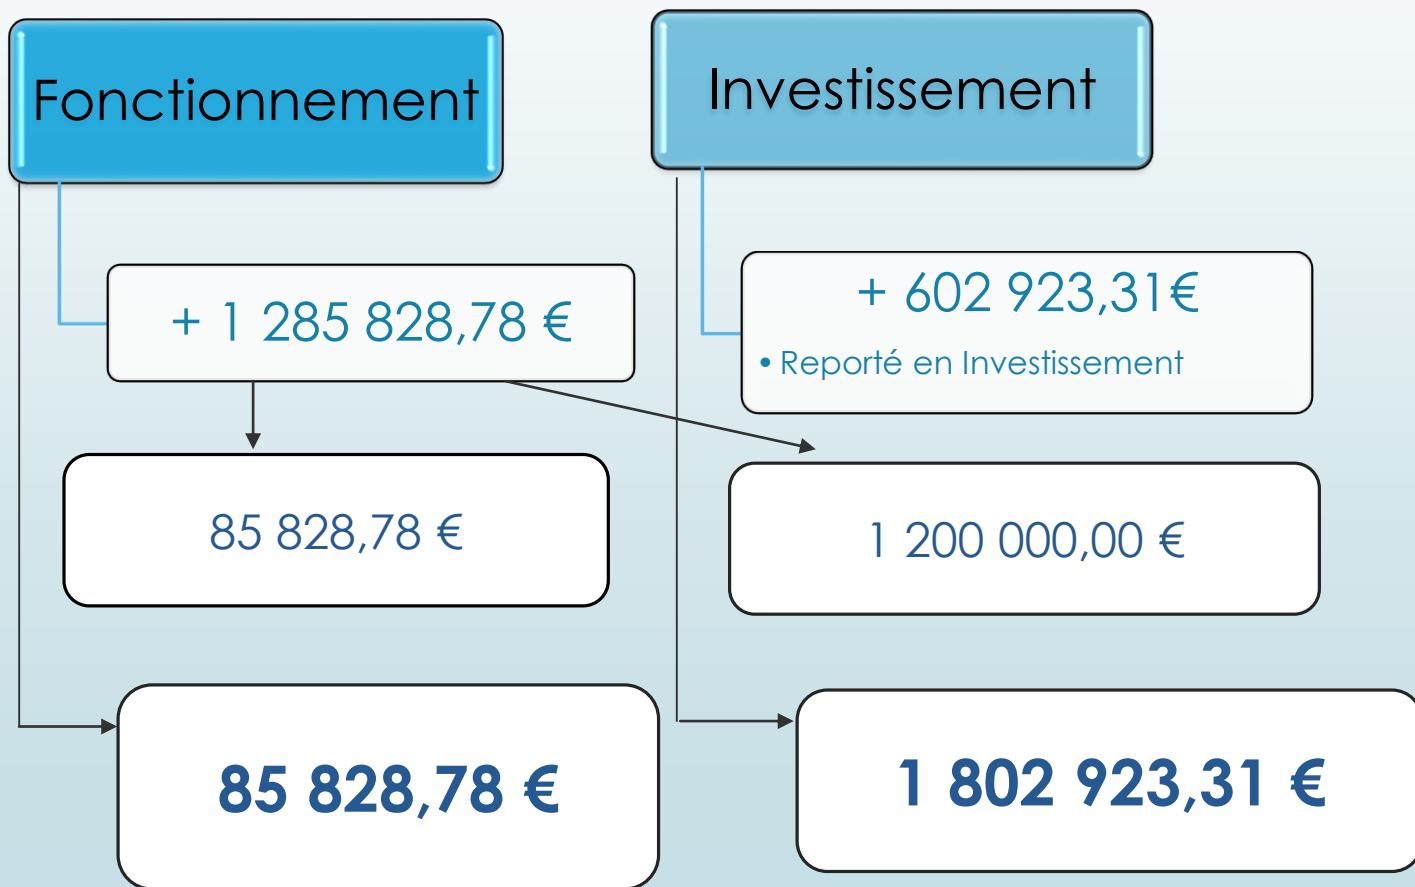 Fonctionnement
Investissement
+ 1 285 828,78 €
+ 602 923,31€
• Reporté en Investissement
85 828,78 €
1 200 000,00 €
85 828,78 €
1 802 923,31 €